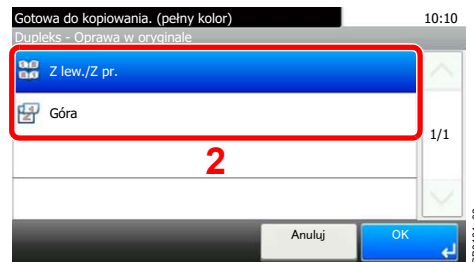 Gotowa do kopiowania. (pełny kolor) 10:10
Dupleks - Oprawa w oryginale
Z lew./Z pr.
Góra
1/1
2
Anuluj OK